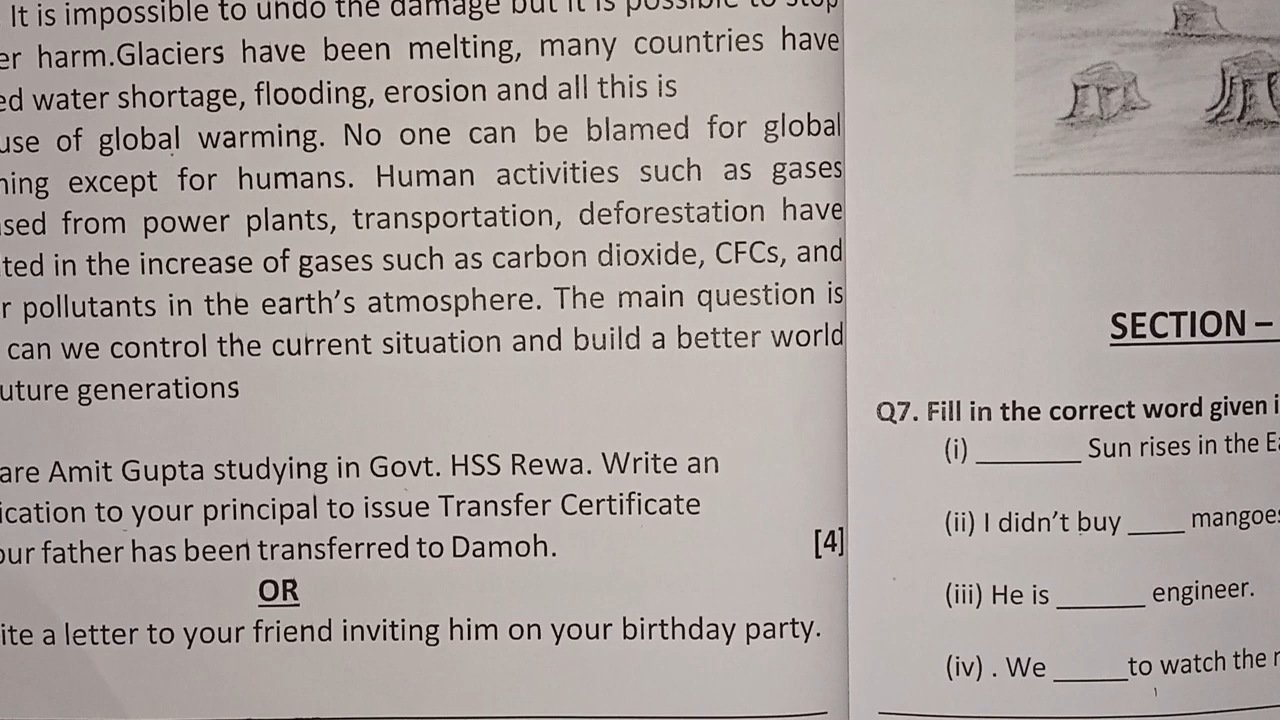 It is impossible to undo the damage but it is possible to stop
er harm.Glaciers have been melting, many countries have
ed water shortage, flooding, erosion and all this is
use of global warming. No one can be blamed for global
ning except for humans. Human activities such as gases
sed from power plants, transportation, deforestation have
ted in the increase of gases such as carbon dioxide, CFCs, and
r pollutants in the earth's atmosphere. The main question is
can we control the current situation and build a better world
uture generations
are Amit Gupta studying in Govt. HSS Rewa. Write an
ication to your principal to issue Transfer Certificate
our father has been transferred to Damoh. [4]
OR
ite a letter to your friend inviting him on your birthday party.
SECTION –
Q7. Fill in the correct word given i
(i) ________ Sun rises in the Ea
(ii) I didn't buy ____ mangoes
(iii) He is _______ engineer.
(iv) . We ______to watch the